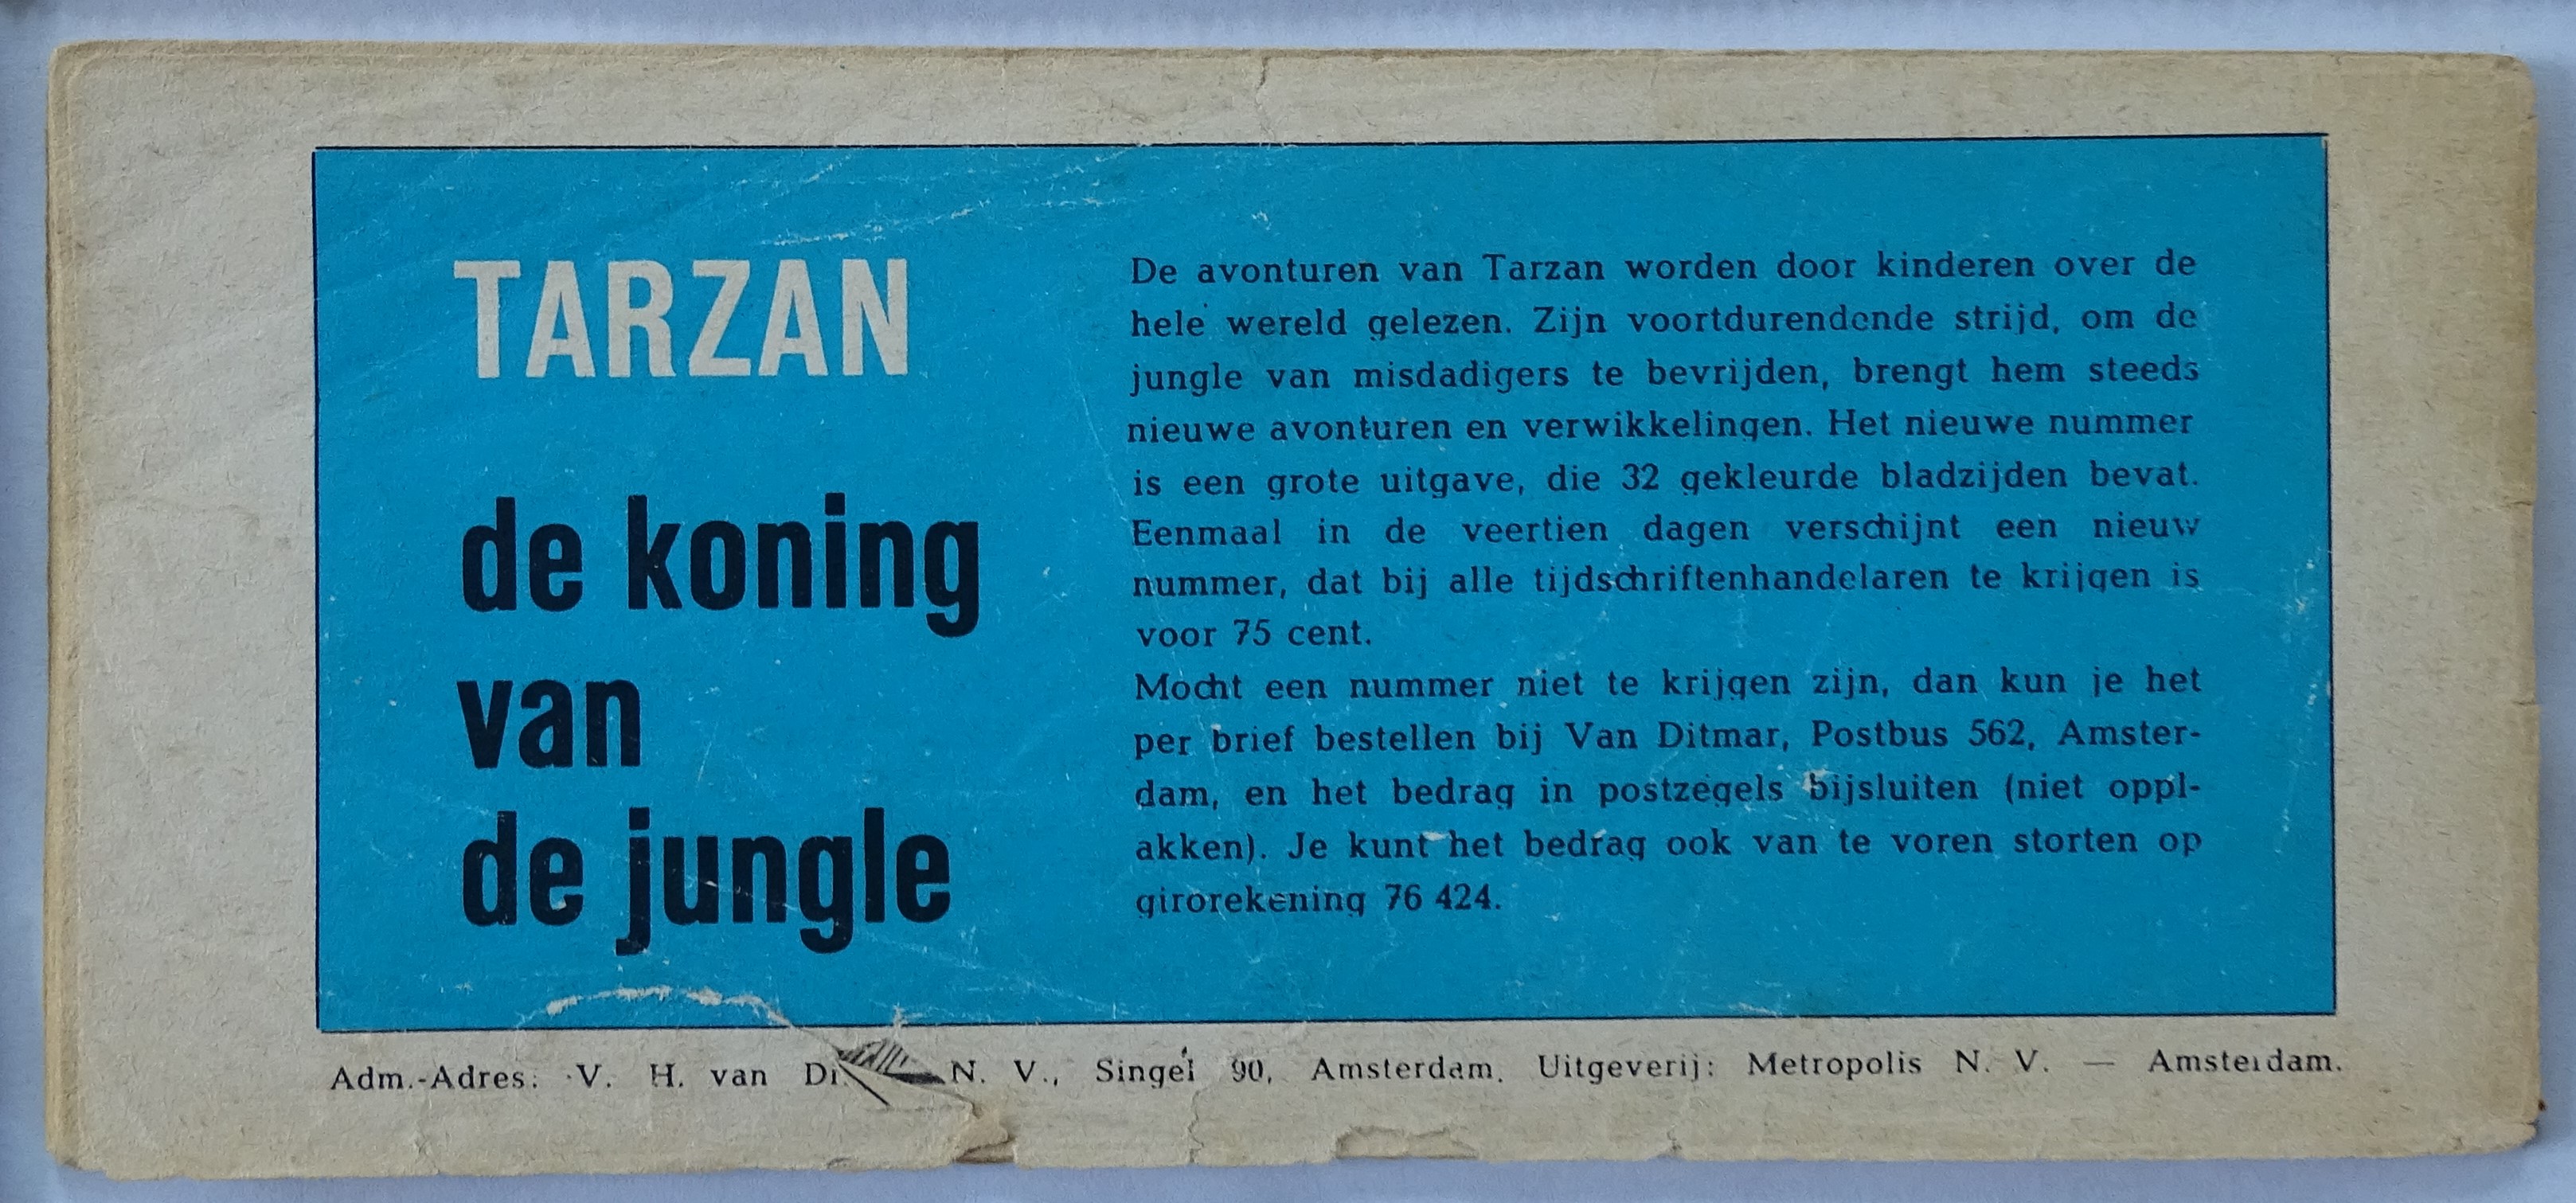 TARZAN
de koning
van
de jungle
De avonturen van Tarzan worden door kinderen over de
hele wereld gelezen. Zijn voortdurendende strijd, om de
jungle van misdadigers te bevrijden, brengt hem steeds
nieuwe avonturen en verwikkelingen. Het nieuwe nummer
is een grote uitgave, die 32 gekleurde bladzijden bevat.
Eenmaal in de veertien dagen verschijnt een nieuw
nummer, dat bij alle tijdschriftenhandelaren te krijgen is
voor 75 cent.
Mocht een nummer niet te krijgen zijn, dan kun je het
per brief bestellen bij Van Ditmar, Postbus 562, Amster-
dam, en het bedrag in postzegels bijsluiten (niet oppl-
akken). Je kunt het bedrag ook van te voren storten op
girorekening 76 424.
Adm.-Adres: V. H. van N. V., Singel 90, Amsterdam. Uitgeverij: Metropolis N. V. — Amsterdam.